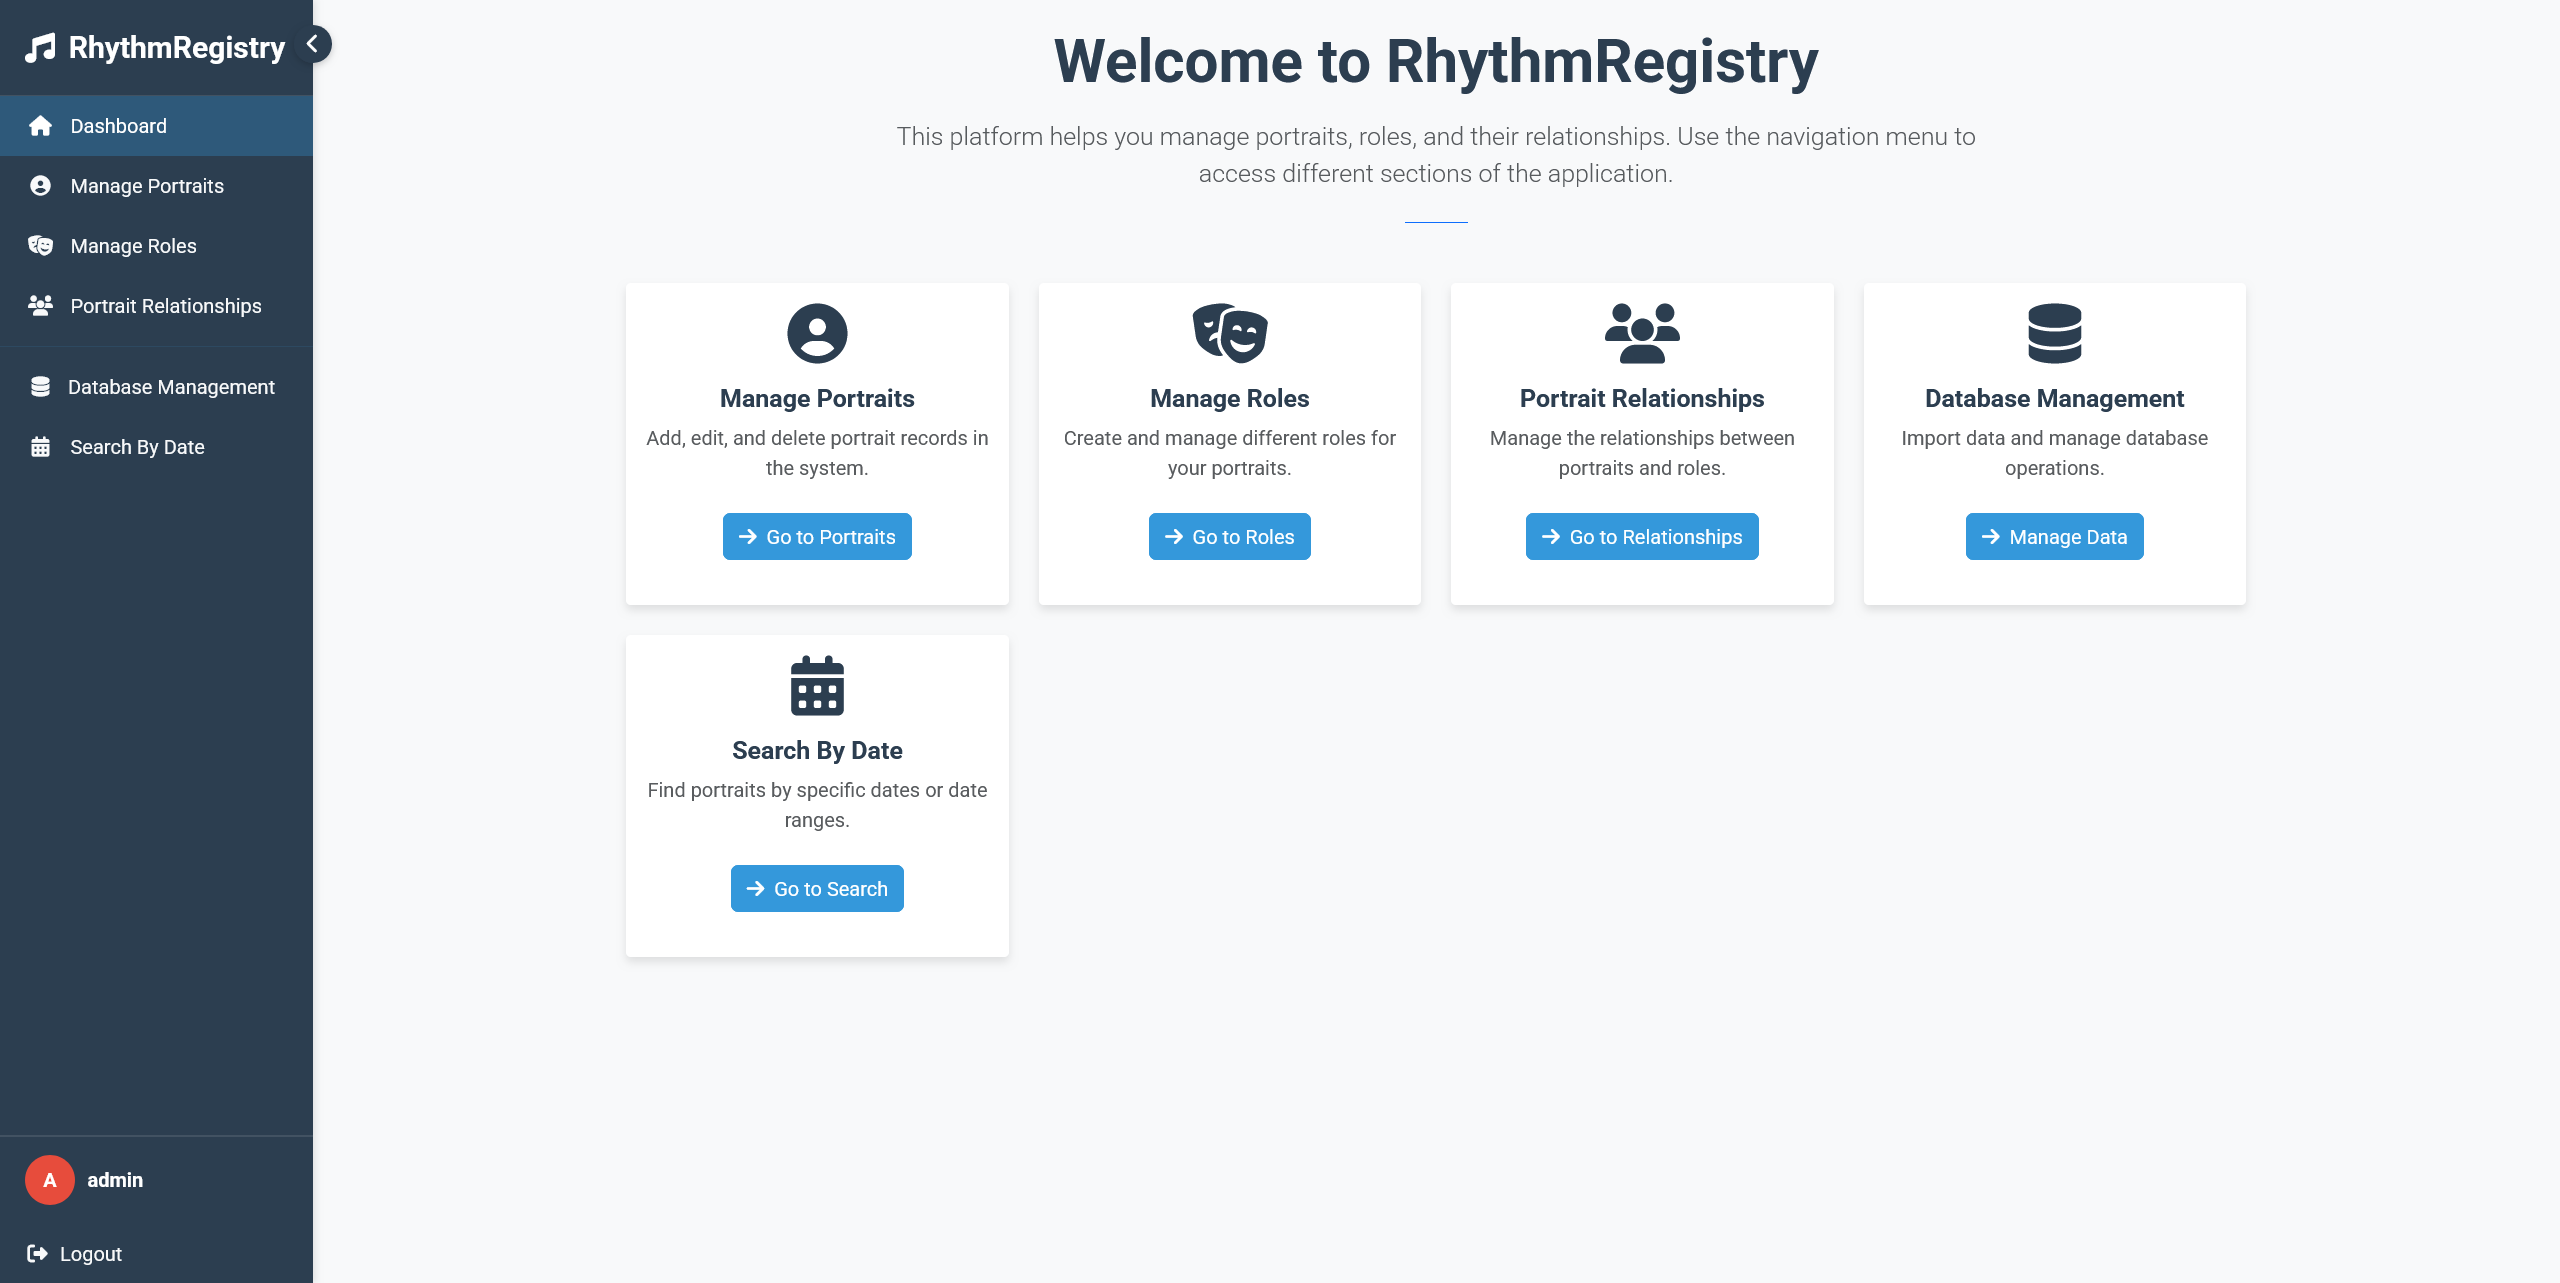 RhythmRegistry
Dashboard
Manage Portraits
Manage Roles
Portrait Relationships
Database Management
Search By Date
A
admin
Logout
Welcome to RhythmRegistry
This platform helps you manage portraits, roles, and their relationships. Use the navigation menu to
access different sections of the application.
Manage Portraits
Add, edit, and delete portrait records in
the system.
Go to Portraits
Manage Roles
Create and manage different roles for
your portraits.
Go to Roles
Portrait Relationships
Manage the relationships between
portraits and roles.
Go to Relationships
Database Management
Import data and manage database
operations.
Manage Data
Search By Date
Find portraits by specific dates or date
ranges.
Go to Search